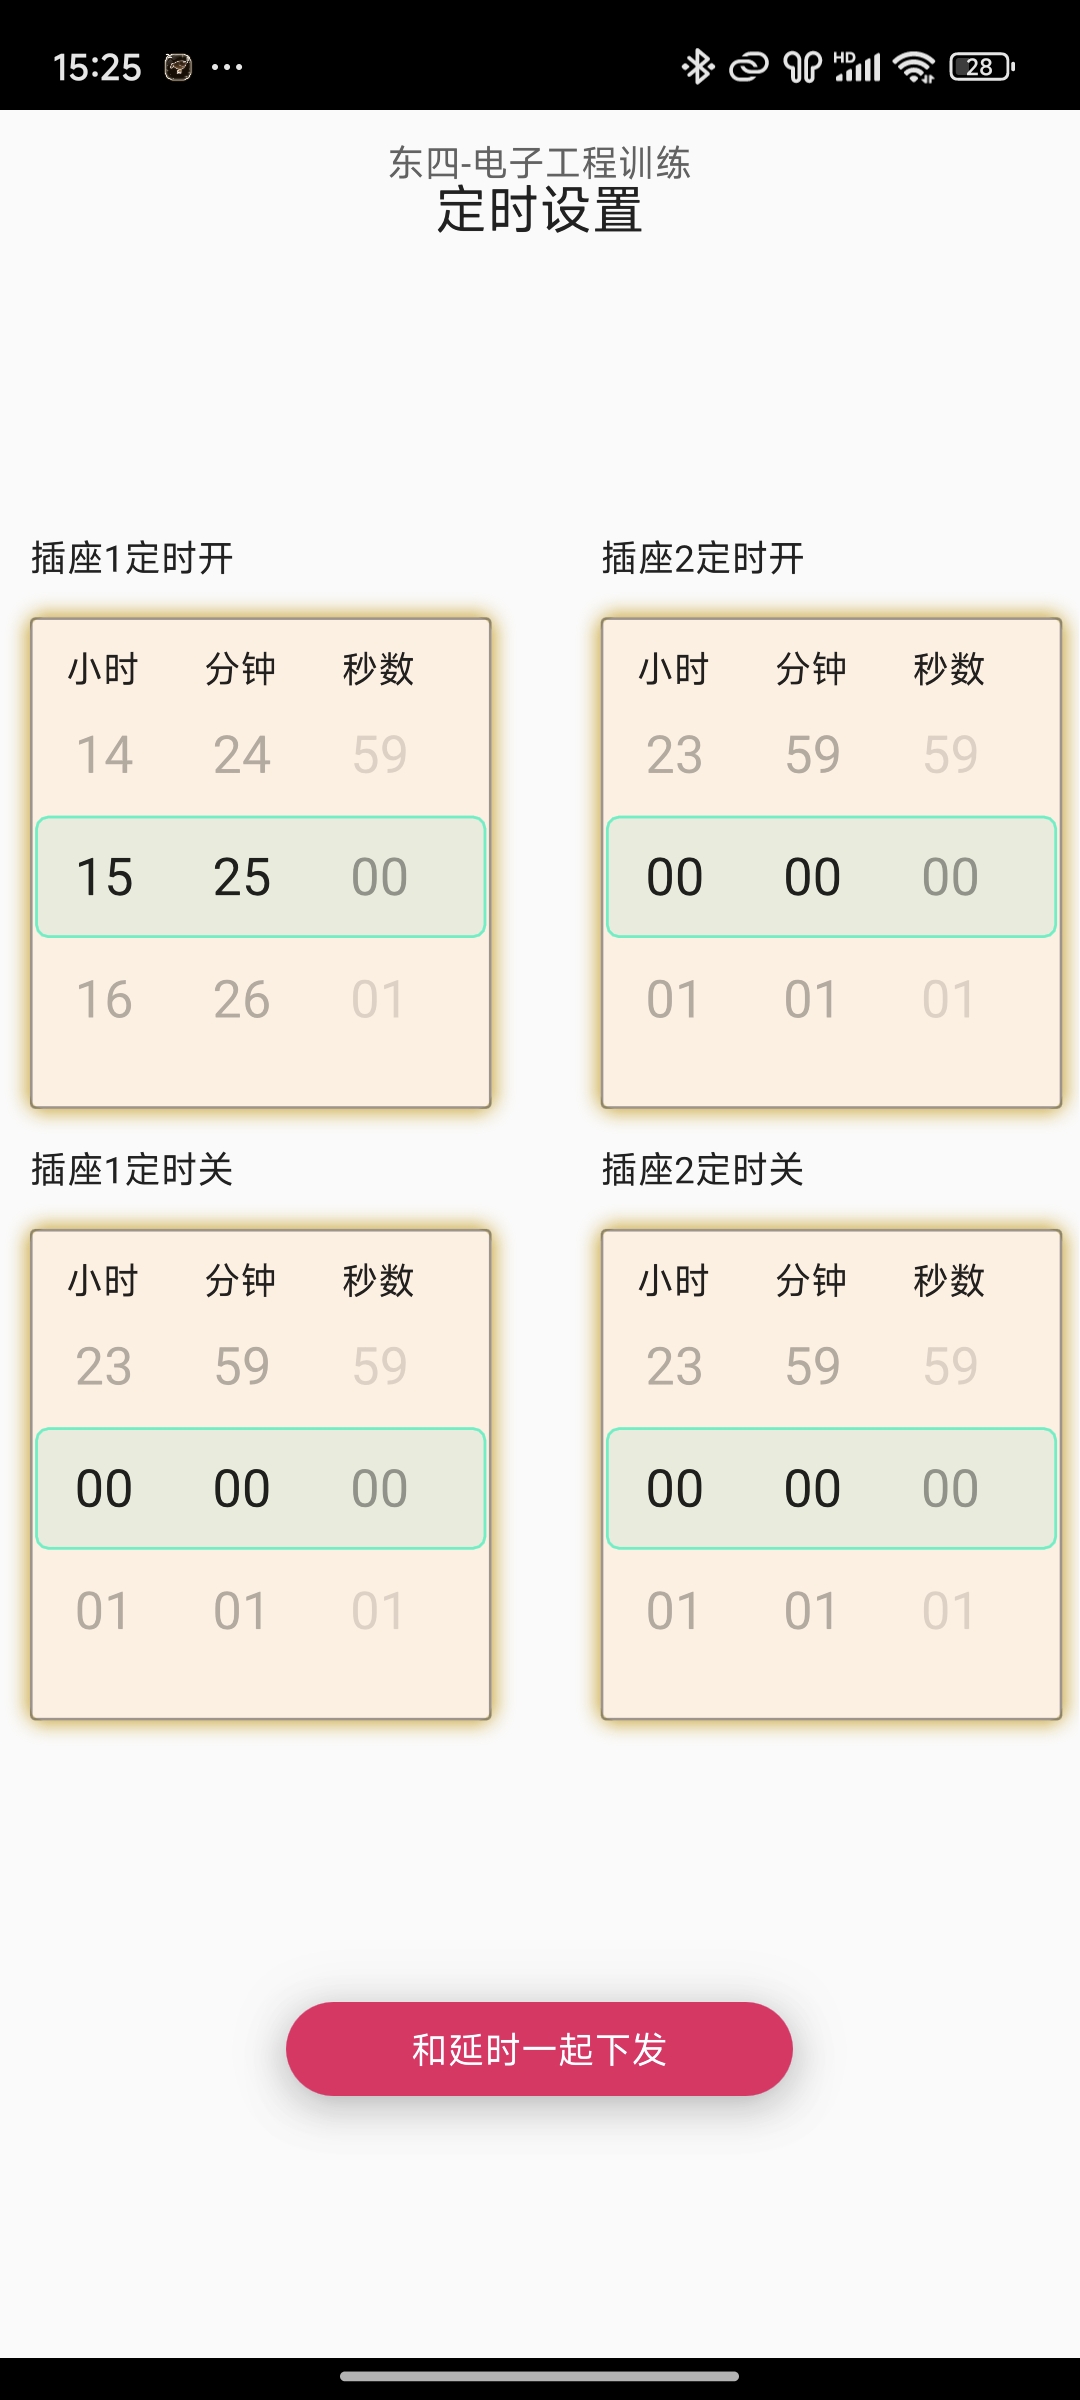 15:25 ... HD 28
东四-电子工程训练
定时设置
插座1定时开 插座2定时开
小时 分钟 秒数 小时 分钟 秒数
14 24 59 23 59 59
15 25 00 00 00 00
16 26 01 01 01 01
插座1定时关 插座2定时关
小时 分钟 秒数 小时 分钟 秒数
23 59 59 23 59 59
00 00 00 00 00 00
01 01 01 01 01 01
和延时一起下发